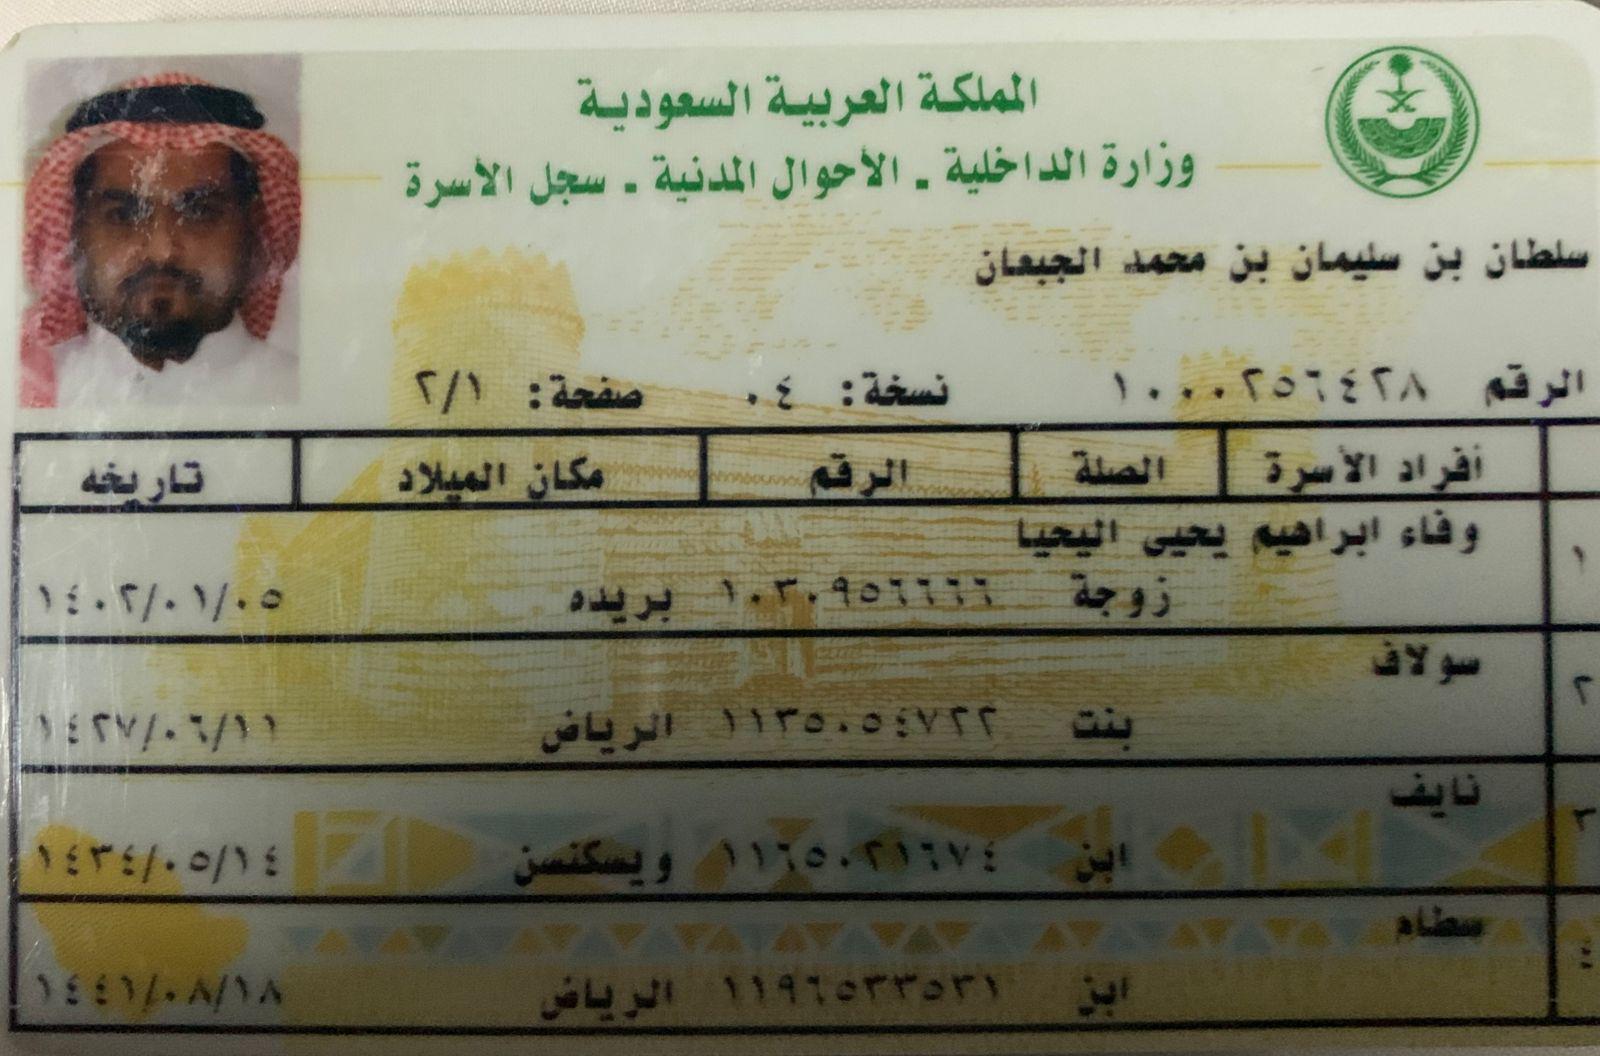 المملكة العربية السعودية
وزارة الداخلية - الأحوال المدنية - سجل الأسرة
سلطان بن سليمان بن محمد الجبعان
الرقم ١٠٠٠٢٥٦٤٢٨ نسخة: ٠٤ صفحة: ٢/١
أفراد الأسرة الصلة الرقم مكان الميلاد تاريخه
١ وفاء ابراهيم يحيى اليحيا
زوجة ١٠٣٠٩٥٦٦٦٦ بريده ١٤٠٢/٠١/٠٥
٢ سولاف
بنت ١١٣٥٠٥٤٧٢٢ الرياض ١٤٢٧/٠٦/١١
٣ نايف
ابن ١١٦٥٠٢١٦٧٤ ويسكنسن ١٤٣٤/٠٥/١٤
٤ سطام
ابن ١١٩٦٥٣٣٥٣١ الرياض ١٤٤١/٠٨/١٨